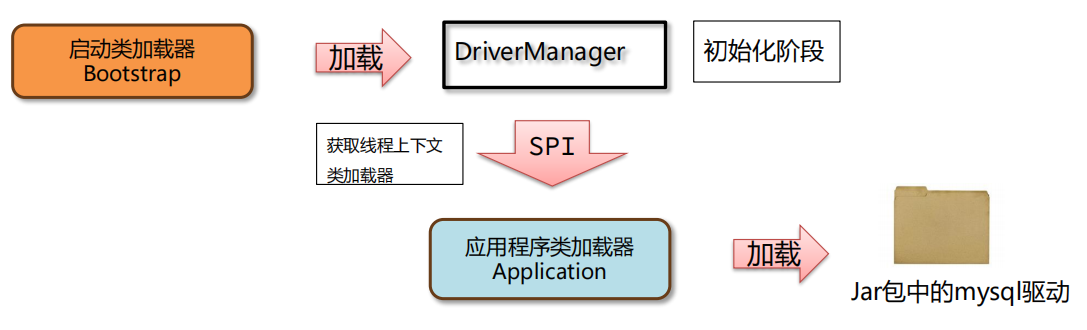 启动类加载器
Bootstrap
加载
DriverManager
初始化阶段
获取线程上下文
类加载器
SPI
应用程序类加载器
Application
加载
Jar包中的mysql驱动